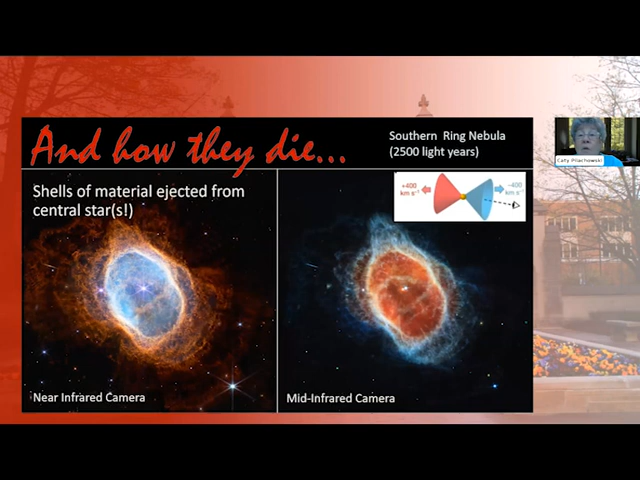 And how they die...
Southern Ring Nebula
(2500 light years)
Caty Pilachowski
Shells of material ejected from
central star(s!)
+400
km s⁻¹
-400
km s⁻¹
Near Infrared Camera
Mid-Infrared Camera